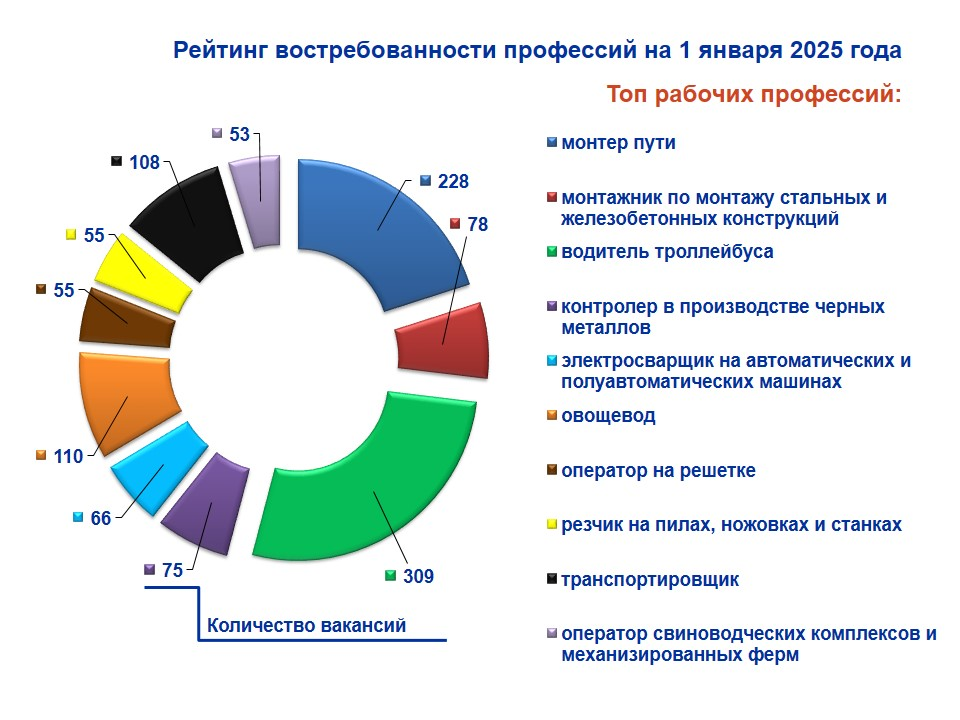 Рейтинг востребованности профессий на 1 января 2025 года
Топ рабочих профессий:
53
108
228
78
55
55
110
66
75
309
Количество вакансий
монтер пути
монтажник по монтажу стальных и
железобетонных конструкций
водитель троллейбуса
контролер в производстве черных
металлов
электросварщик на автоматических и
полуавтоматических машинах
овощевод
оператор на решетке
резчик на пилах, ножовках и станках
транспортировщик
оператор свиноводческих комплексов и
механизированных ферм